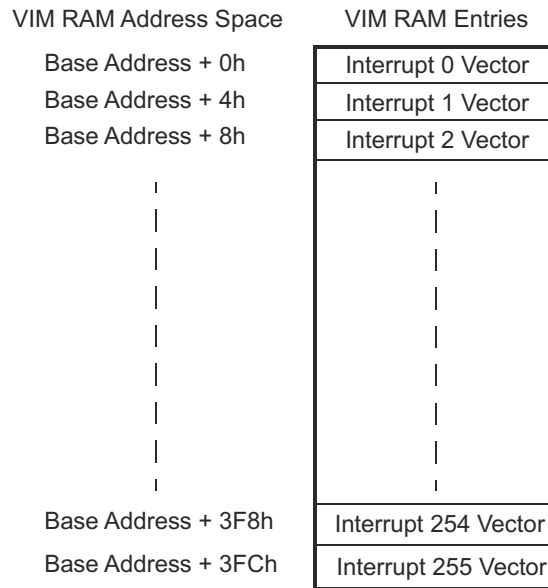 VIM RAM Address Space VIM RAM Entries
Base Address + 0h Interrupt 0 Vector
Base Address + 4h Interrupt 1 Vector
Base Address + 8h Interrupt 2 Vector
Base Address + 3F8h Interrupt 254 Vector
Base Address + 3FCh Interrupt 255 Vector